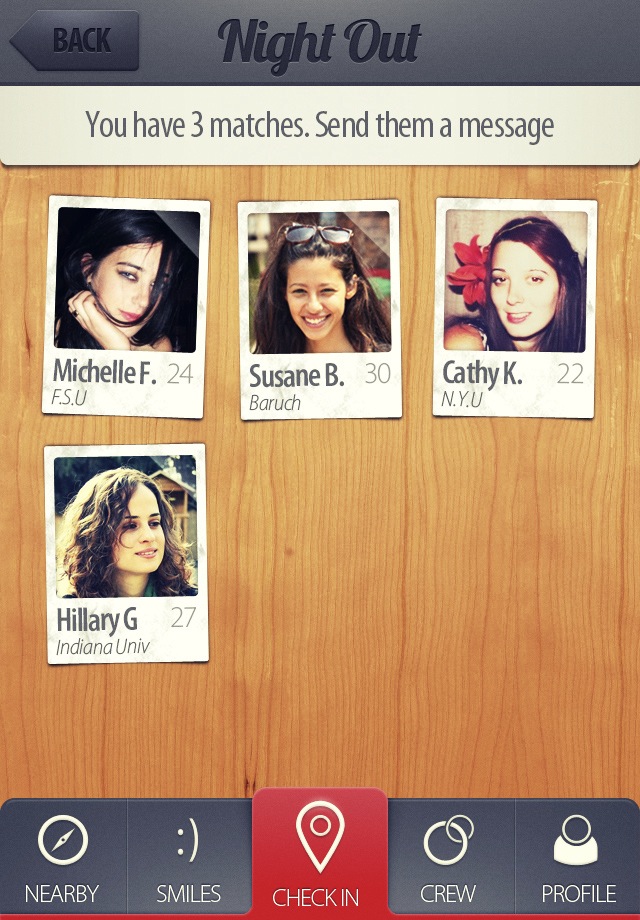 BACK
Night Out
You have 3 matches. Send them a message
Michelle F. 24
F.S.U
Susane B. 30
Baruch
Cathy K. 22
N.Y.U
Hillary G 27
Indiana Univ
:)
NEARBY
SMILES
CHECK IN
CREW
PROFILE